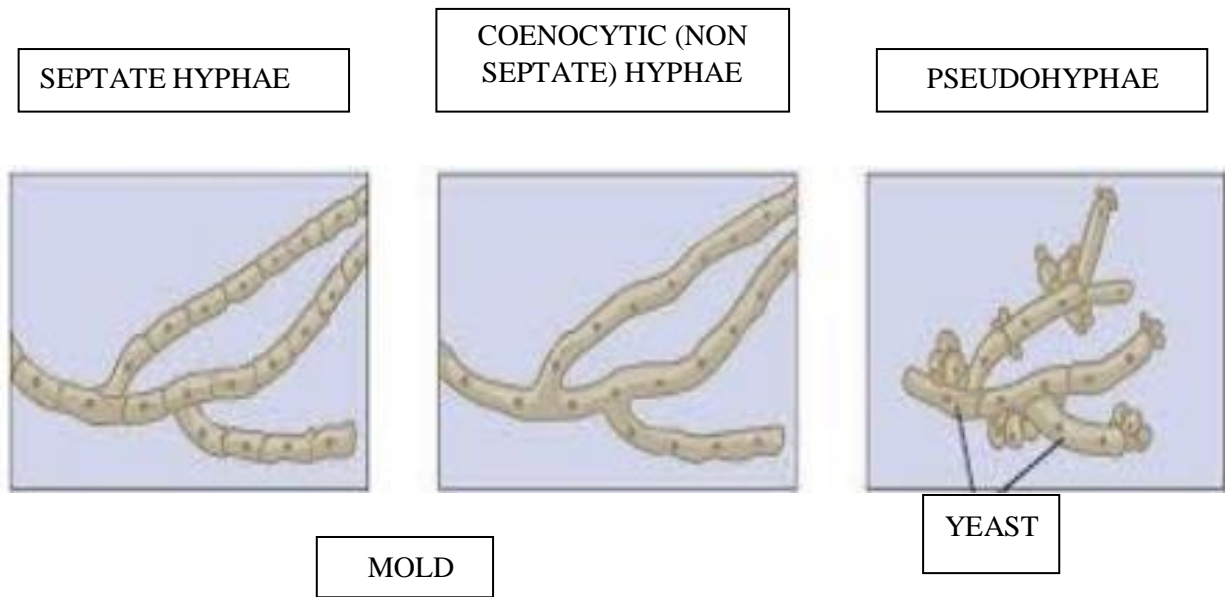 SEPTATE HYPHAE
COENOCYTIC (NON
SEPTATE) HYPHAE
PSEUDOHYPHAE
YEAST
MOLD